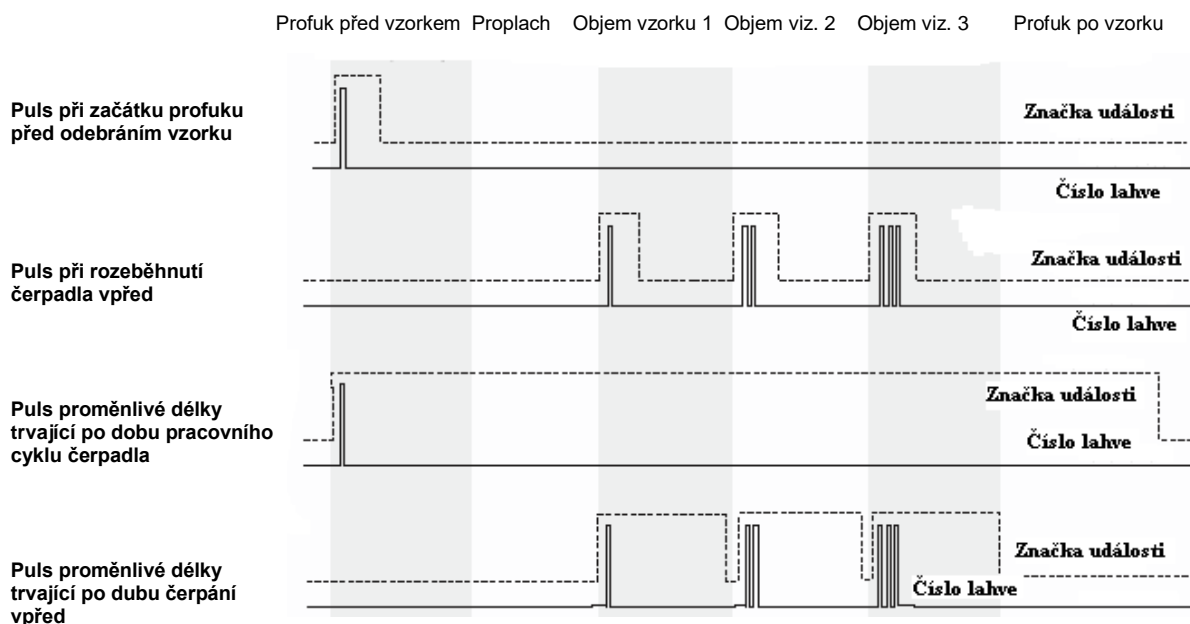 Profuk před vzorkem Proplach Objem vzorku 1 Objem viz. 2 Objem viz. 3 Profuk po vzorku
Puls při začátku profuku
před odebráním vzorku
Značka události
Číslo lahve
Puls při rozeběhnutí
čerpadla vpřed
Značka události
Číslo lahve
Puls proměnlivé délky
trvající po dobu pracovního
cyklu čerpadla
Značka události
Číslo lahve
Puls proměnlivé délky
trvající po dubu čerpání
vpřed
Značka události
Číslo lahve